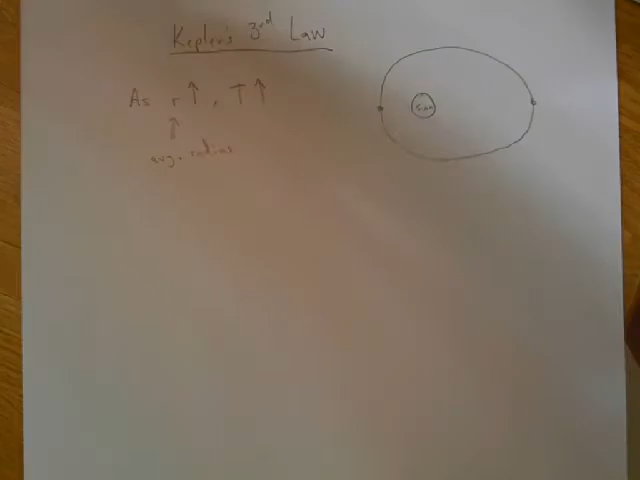 Kepler's 3rd Law
As r ↑, T ↑
↑
avg. radius
Sun